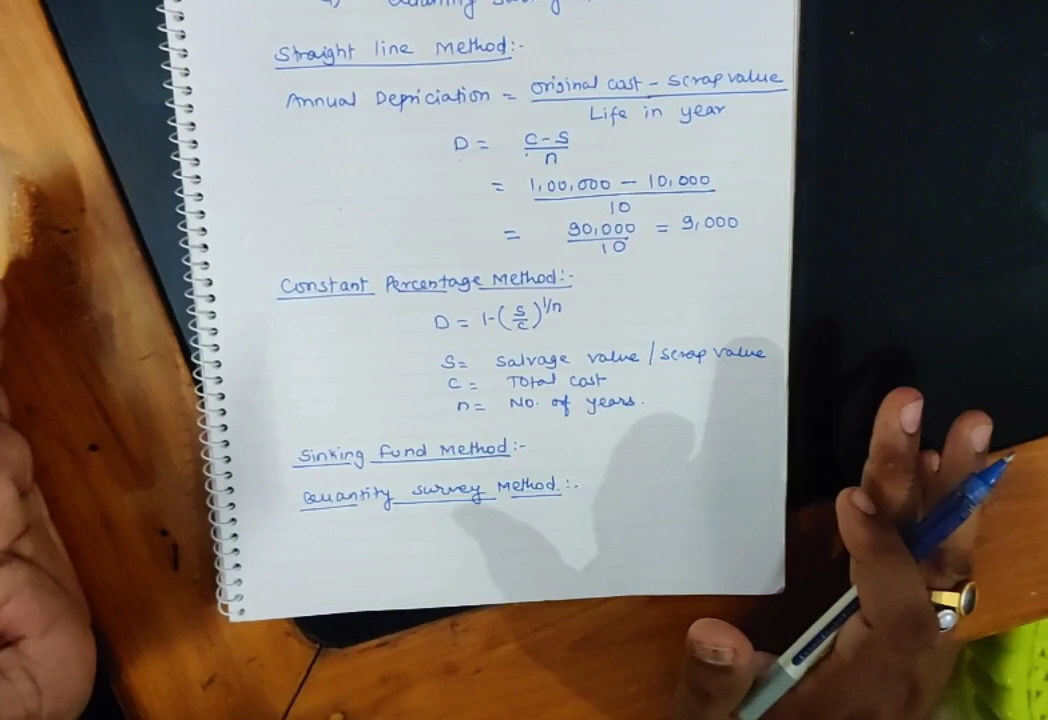 Straight line Method:-
Annual Depriciation = original cost - scrap value / Life in year
D = C-S / n
= 1,00,000 - 10,000 / 10
= 90,000 / 10 = 9,000
Constant Percentage Method:-
D = 1-(S/C)^1/n
S= Salvage value / scrap value
C = Total cost
n= No. of years.
Sinking fund Method:-
Quantity survey Method:-